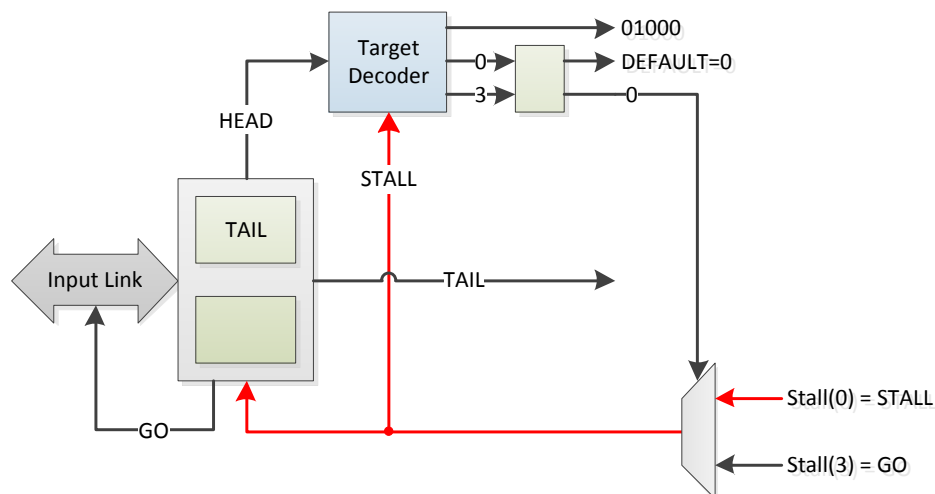 01000
Target
Decoder
0
DEFAULT=0
3
0
HEAD
STALL
TAIL
Input Link
TAIL
Stall(0) = STALL
GO
Stall(3) = GO